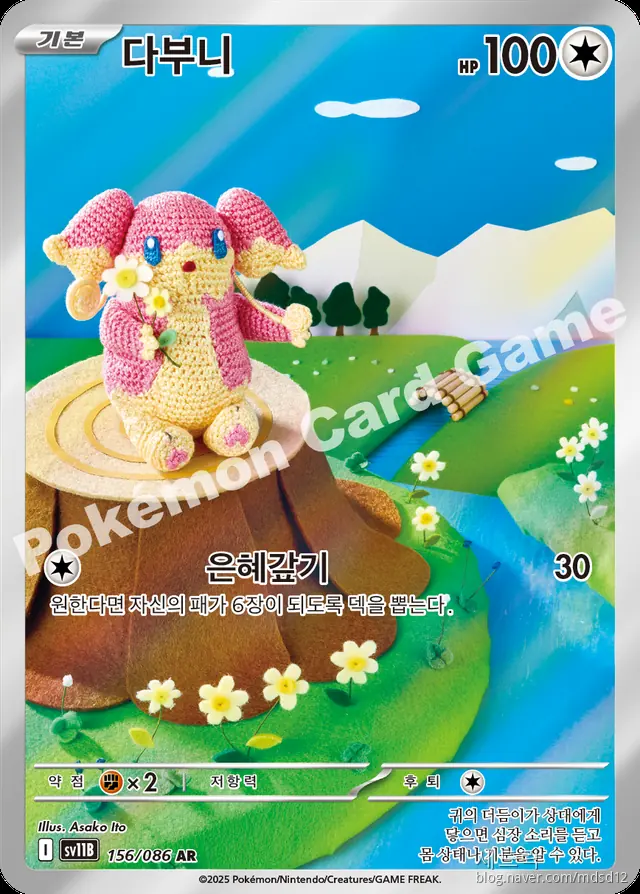 기본 다부니 HP 100
Pokémon Card Game
은혜갚기 30
원한다면 자신의 패가 6장이 되도록 덱을 뽑는다.
약점 ×2 저항력 후퇴
Illus. Asako Ito
귀의 더듬이가 상대에게
닿으면 심장 소리를 듣고
몸 상태나 기분을 알 수 있다.
I sv11B 156/086 AR
©2025 Pokémon/Nintendo/Creatures/GAME FREAK.
blog.naver.com/mdsd12